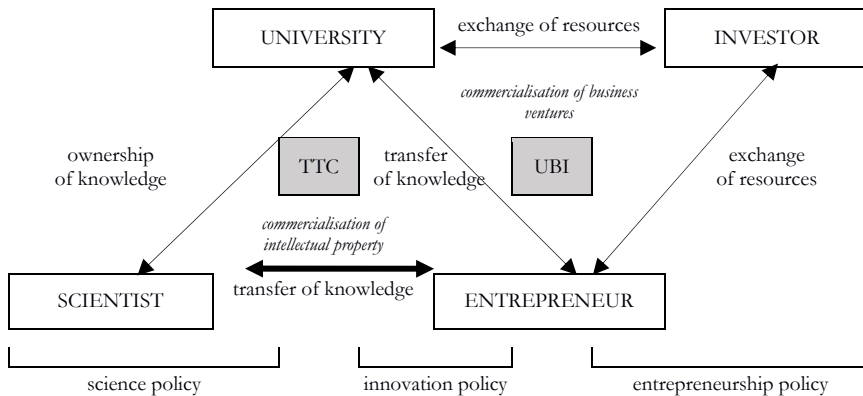 UNIVERSITY
exchange of resources
INVESTOR
commercialisation of business
ventures
ownership
of knowledge
TTC
transfer
of knowledge
UBI
exchange
of resources
commercialisation of
intellectual property
SCIENTIST
transfer of knowledge
ENTREPRENEUR
science policy
innovation policy
entrepreneurship policy